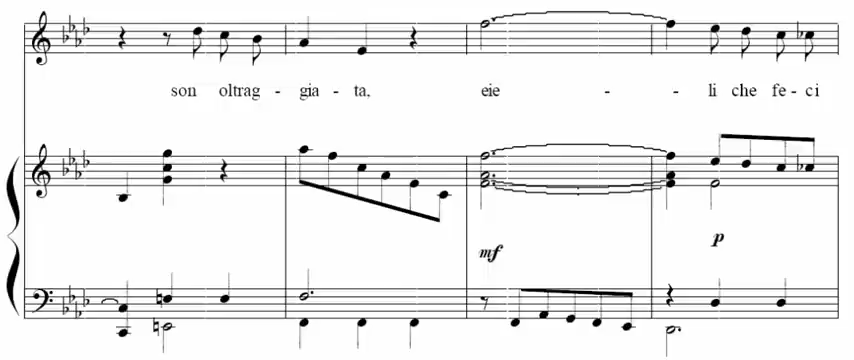 son oltrag - gia - ta, eie - - li che fe - ci
mf
p